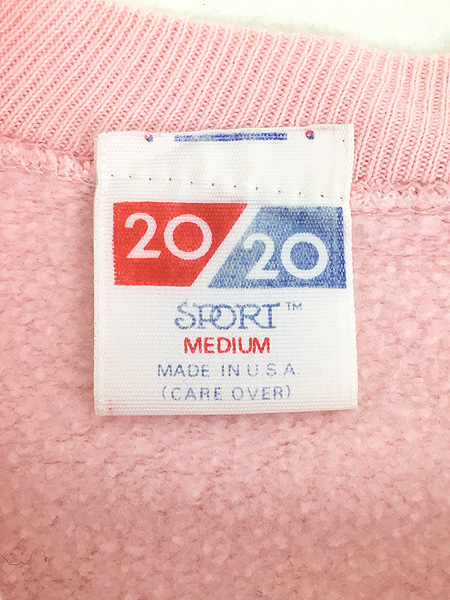 20 20
SPORT™
MEDIUM
MADE IN U.S.A.
(CARE OVER)